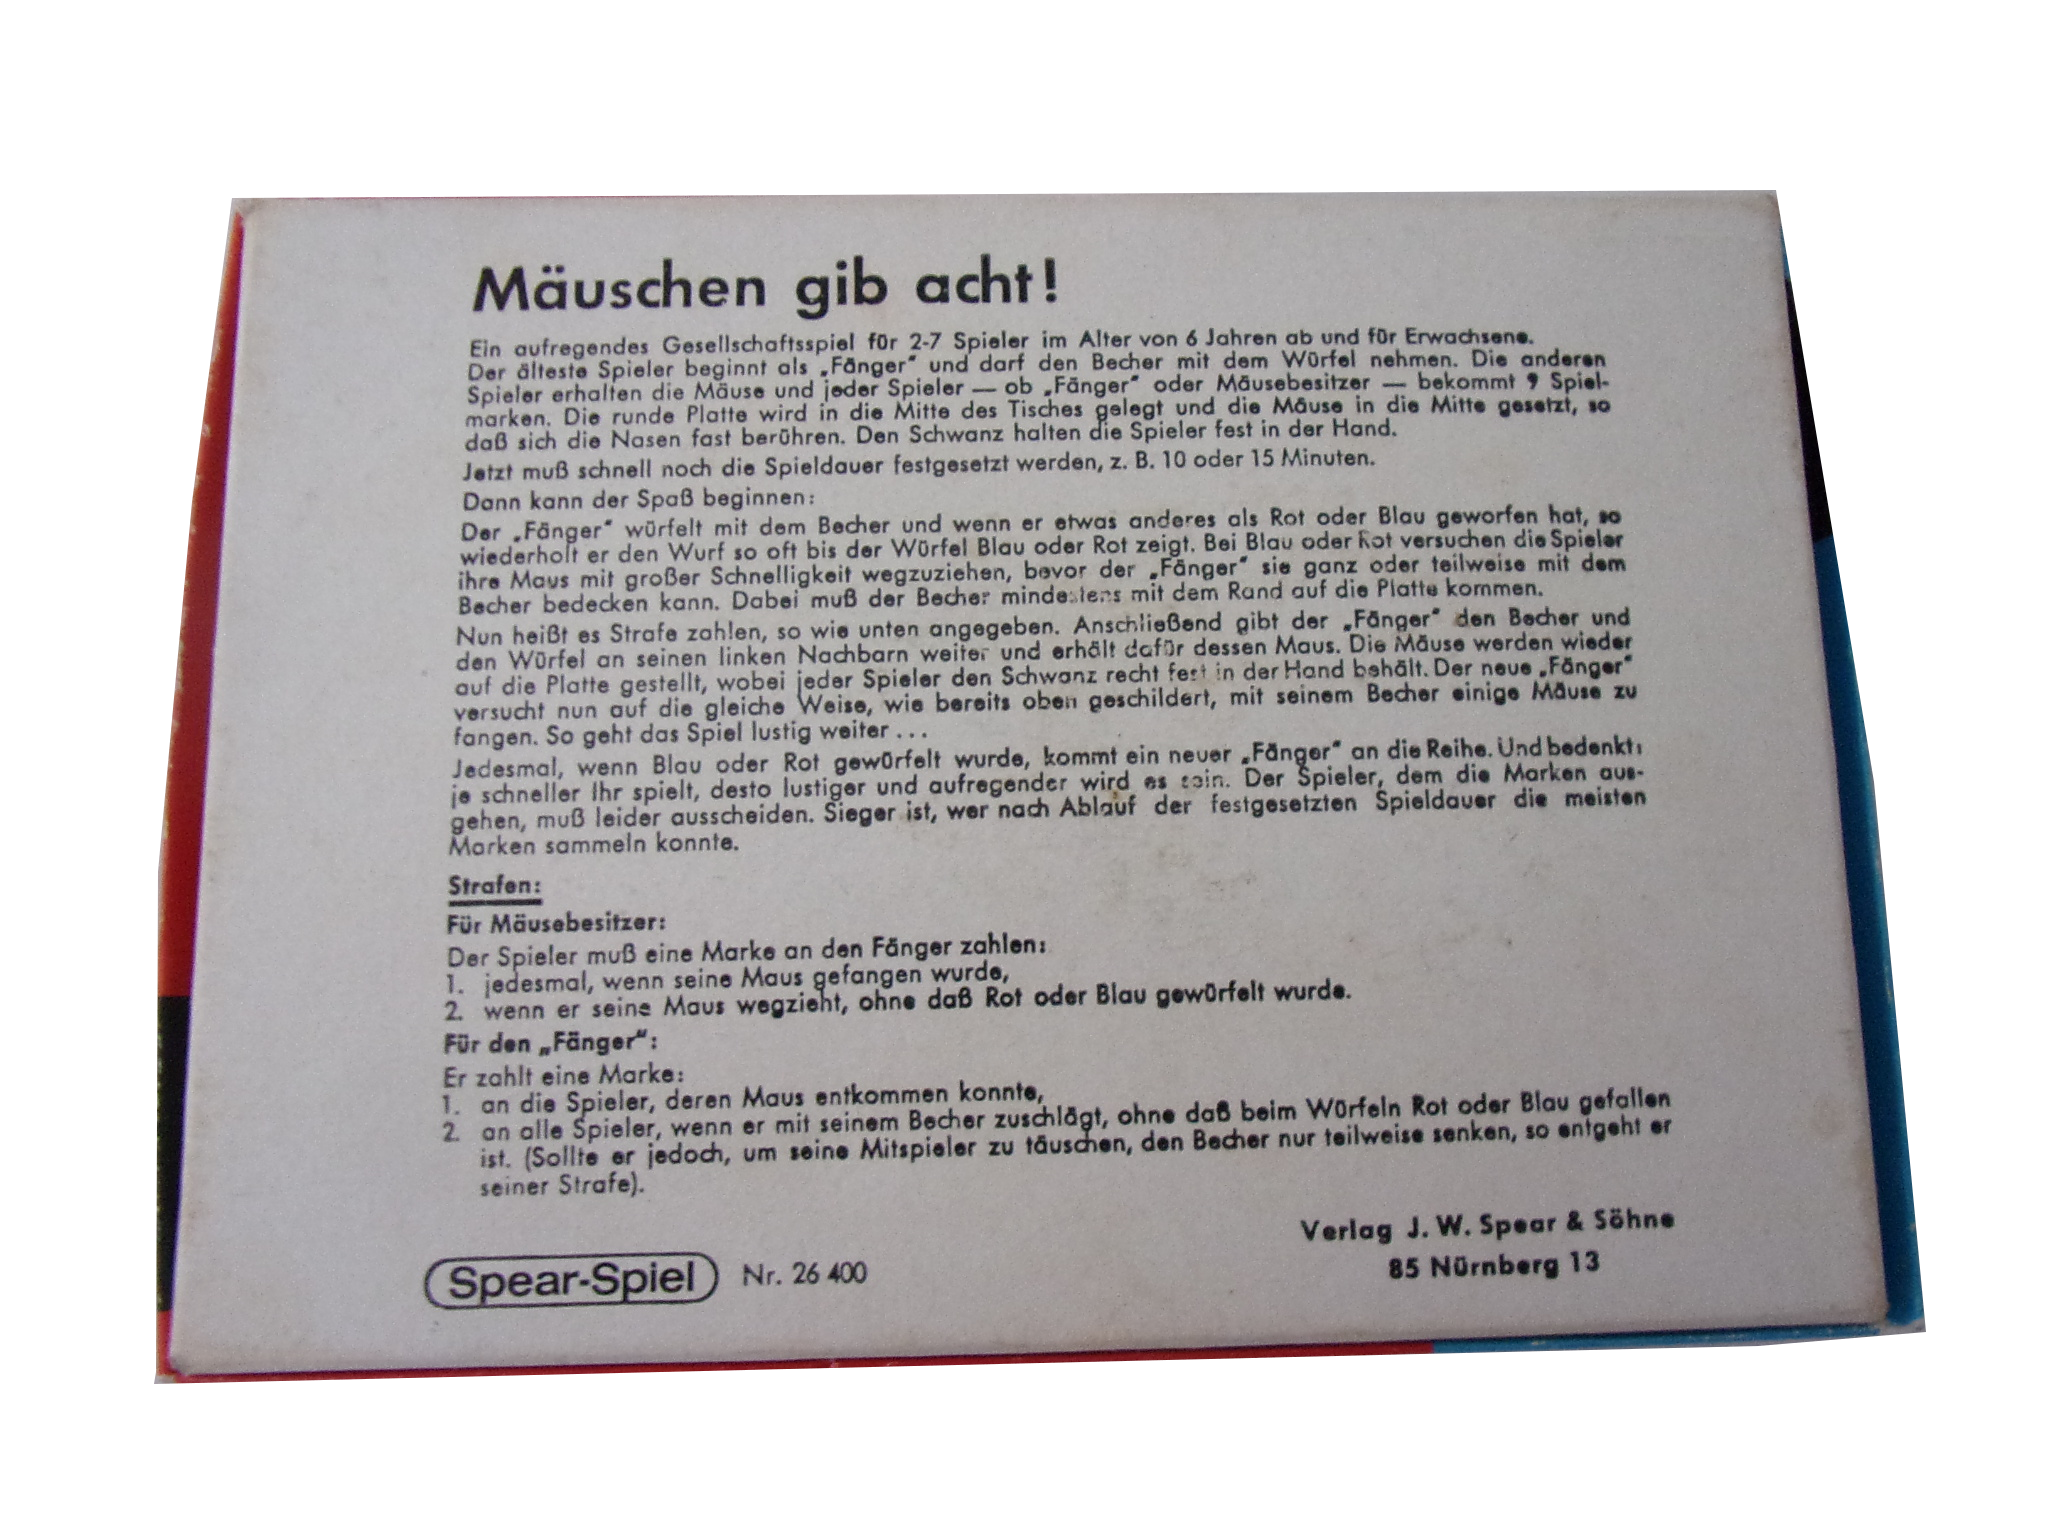 Mäuschen gib acht!
Ein aufregendes Gesellschaftsspiel für 2-7 Spieler im Alter von 6 Jahren ab und für Erwachsene.
Der älteste Spieler beginnt als „Fänger" und darf den Becher mit dem Würfel nehmen. Die anderen
Spieler erhalten die Mäuse und jeder Spieler — ob „Fänger" oder Mäusebesitzer — bekommt 9 Spiel-
marken. Die runde Platte wird in die Mitte des Tisches gelegt und die Mäuse in die Mitte gesetzt, so
daß sich die Nasen fast berühren. Den Schwanz halten die Spieler fest in der Hand.
Jetzt muß schnell noch die Spieldauer festgesetzt werden, z. B. 10 oder 15 Minuten.
Dann kann der Spaß beginnen:
Der „Fänger" würfelt mit dem Becher und wenn er etwas anderes als Rot oder Blau geworfen hat, so
wiederholt er den Wurf so oft bis der Würfel Blau oder Rot zeigt. Bei Blau oder Rot versuchen die Spieler
ihre Maus mit großer Schnelligkeit wegzuziehen, bevor der „Fänger" sie ganz oder teilweise mit dem
Becher bedecken kann. Dabei muß der Becher mindestens mit dem Rand auf die Platte kommen.
Nun heißt es Strafe zahlen, so wie unten angegeben. Anschließend gibt der „Fänger" den Becher und
den Würfel an seinen linken Nachbarn weiter und erhält dafür dessen Maus. Die Mäuse werden wieder
auf die Platte gestellt, wobei jeder Spieler den Schwanz recht fest in der Hand behält. Der neue „Fänger"
versucht nun auf die gleiche Weise, wie bereits oben geschildert, mit seinem Becher einige Mäuse zu
fangen. So geht das Spiel lustig weiter ...
Jedesmal, wenn Blau oder Rot gewürfelt wurde, kommt ein neuer „Fänger" an die Reihe. Und bedenkt:
je schneller Ihr spielt, desto lustiger und aufregender wird es sein. Der Spieler, dem die Marken aus-
gehen, muß leider ausscheiden. Sieger ist, wer nach Ablauf der festgesetzten Spieldauer die meisten
Marken sammeln konnte.
Strafen:
Für Mäusebesitzer:
Der Spieler muß eine Marke an den Fänger zahlen:
1. jedesmal, wenn seine Maus gefangen wurde,
2. wenn er seine Maus wegzieht, ohne daß Rot oder Blau gewürfelt wurde.
Für den „Fänger":
Er zahlt eine Marke:
1. an die Spieler, deren Maus entkommen konnte,
2. an alle Spieler, wenn er mit seinem Becher zuschlägt, ohne daß beim Würfeln Rot oder Blau gefallen
ist. (Sollte er jedoch, um seine Mitspieler zu täuschen, den Becher nur teilweise senken, so entgeht er
seiner Strafe).
Verlag J. W. Spear & Söhne
85 Nürnberg 13
Spear-Spiel Nr. 26 400